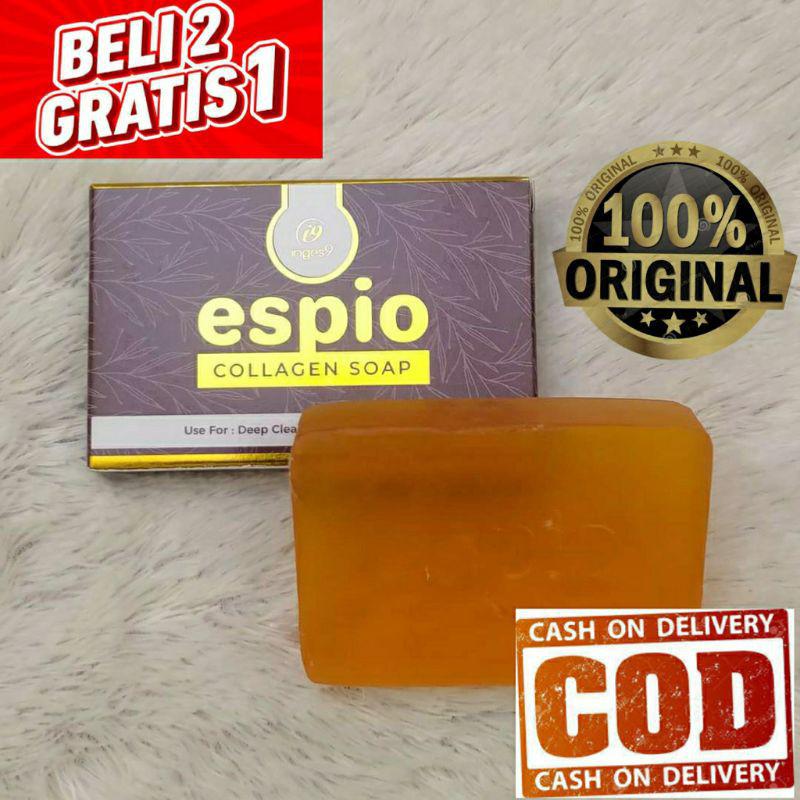 BELI 2
GRATIS 1
i9
inges9
espio
COLLAGEN SOAP
Use For : Deep Clea
100% ORIGINAL
100% ORIGINAL
100%
ORIGINAL
CASH ON DELIVERY
COD
CASH ON DELIVERY